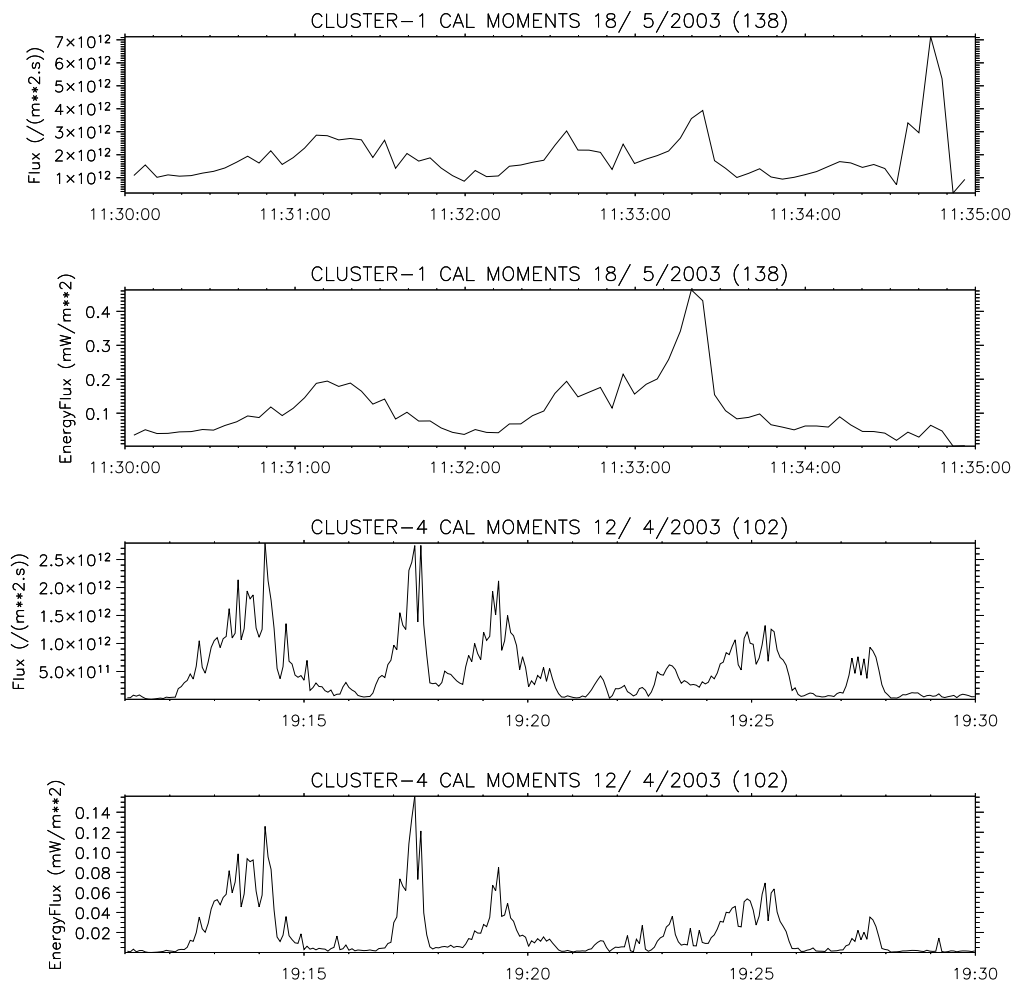 CLUSTER-1 CAL MOMENTS 18/ 5/2003 (138)
Flux (/(m**2.s))
7×10¹²
6×10¹²
5×10¹²
4×10¹²
3×10¹²
2×10¹²
1×10¹²
11:30:00 11:31:00 11:32:00 11:33:00 11:34:00 11:35:00
CLUSTER-1 CAL MOMENTS 18/ 5/2003 (138)
EnergyFlux (mW/m**2)
0.4
0.3
0.2
0.1
11:30:00 11:31:00 11:32:00 11:33:00 11:34:00 11:35:00
CLUSTER-4 CAL MOMENTS 12/ 4/2003 (102)
Flux (/(m**2.s))
2.5×10¹²
2.0×10¹²
1.5×10¹²
1.0×10¹²
5.0×10¹¹
19:15 19:20 19:25 19:30
CLUSTER-4 CAL MOMENTS 12/ 4/2003 (102)
EnergyFlux (mW/m**2)
0.14
0.12
0.10
0.08
0.06
0.04
0.02
19:15 19:20 19:25 19:30